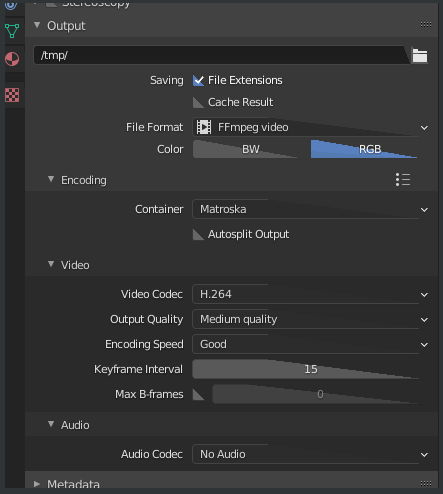 Stereoscopy
Output
/tmp/
Saving File Extensions
Cache Result
File Format FFmpeg video
Color BW RGB
Encoding
Container Matroska
Autosplit Output
Video
Video Codec H.264
Output Quality Medium quality
Encoding Speed Good
Keyframe Interval 15
Max B-frames 0
Audio
Audio Codec No Audio
Metadata